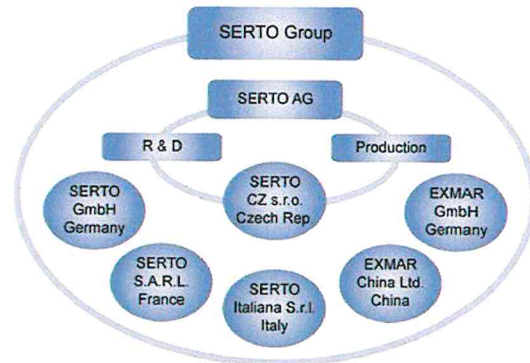 SERTO Group
SERTO AG
R & D
Production
SERTO
CZ s.r.o.
Czech Rep
SERTO
GmbH
Germany
EXMAR
GmbH
Germany
SERTO
S.A.R.L.
France
SERTO
Italiana S.r.l.
Italy
EXMAR
China Ltd.
China